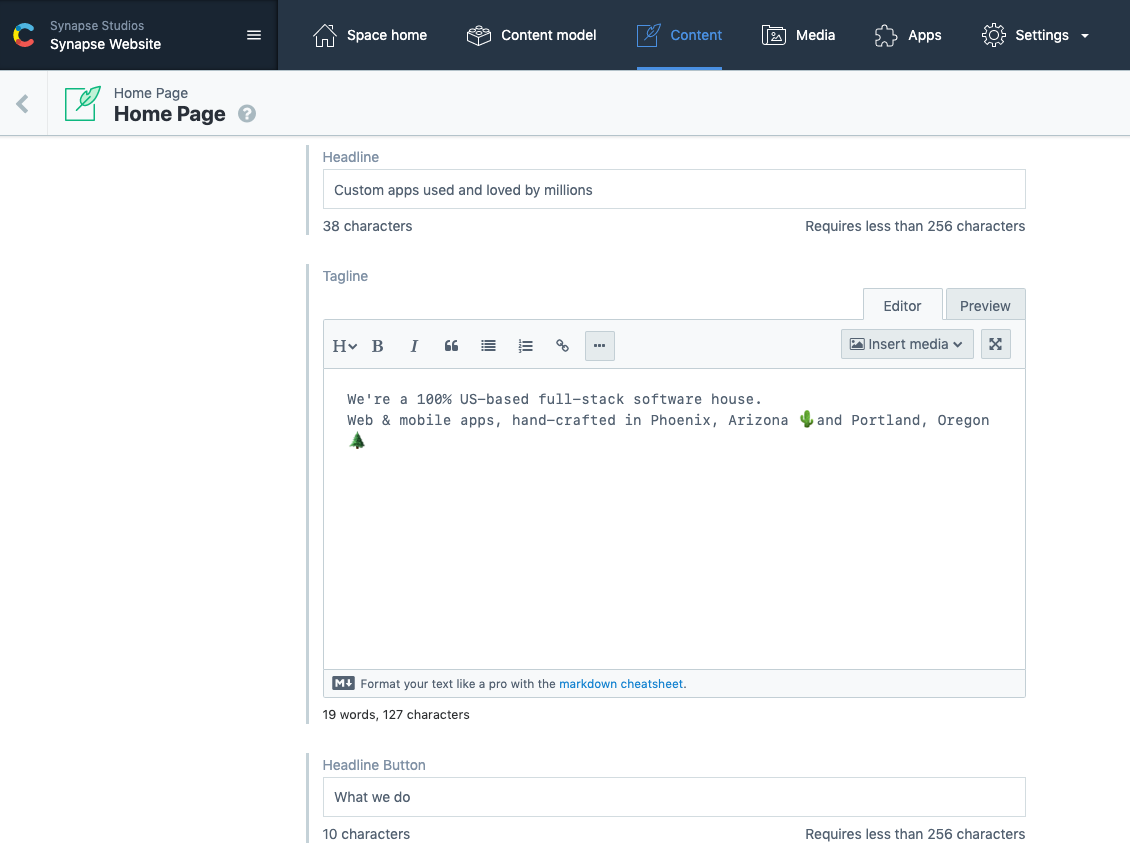 Synapse Studios
Synapse Website
Space home
Content model
Content
Media
Apps
Settings
Home Page
Home Page
?
Headline
Custom apps used and loved by millions
38 characters
Requires less than 256 characters
Tagline
Editor
Preview
H B I
Insert media
We're a 100% US-based full-stack software house.
Web & mobile apps, hand-crafted in Phoenix, Arizona 🌵and Portland, Oregon
🌲
M Format your text like a pro with the markdown cheatsheet.
19 words, 127 characters
Headline Button
What we do
10 characters
Requires less than 256 characters